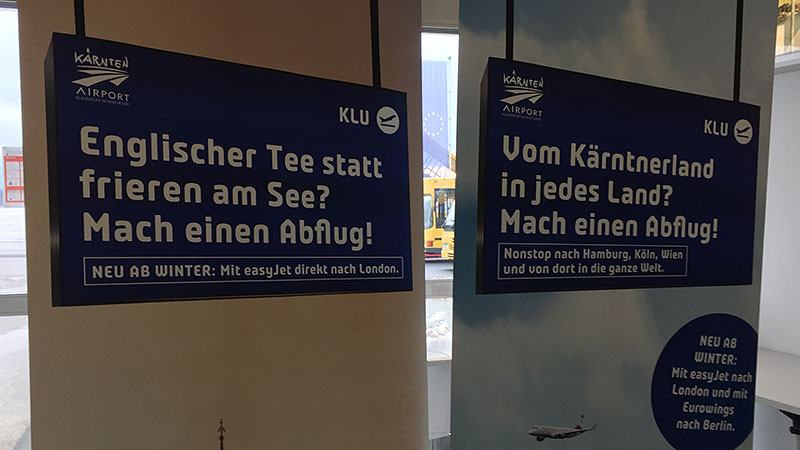 KÄRNTEN
AIRPORT
KLU
Englischer Tee statt
frieren am See?
Mach einen Abflug!
NEU AB WINTER: Mit easyJet direkt nach London.
KÄRNTEN
AIRPORT
KLU
Vom Kärntnerland
in jedes Land?
Mach einen Abflug!
Nonstop nach Hamburg, Köln, Wien
und von dort in die ganze Welt.
NEU AB
WINTER:
Mit easyJet nach
London und mit
Eurowings
nach Berlin.